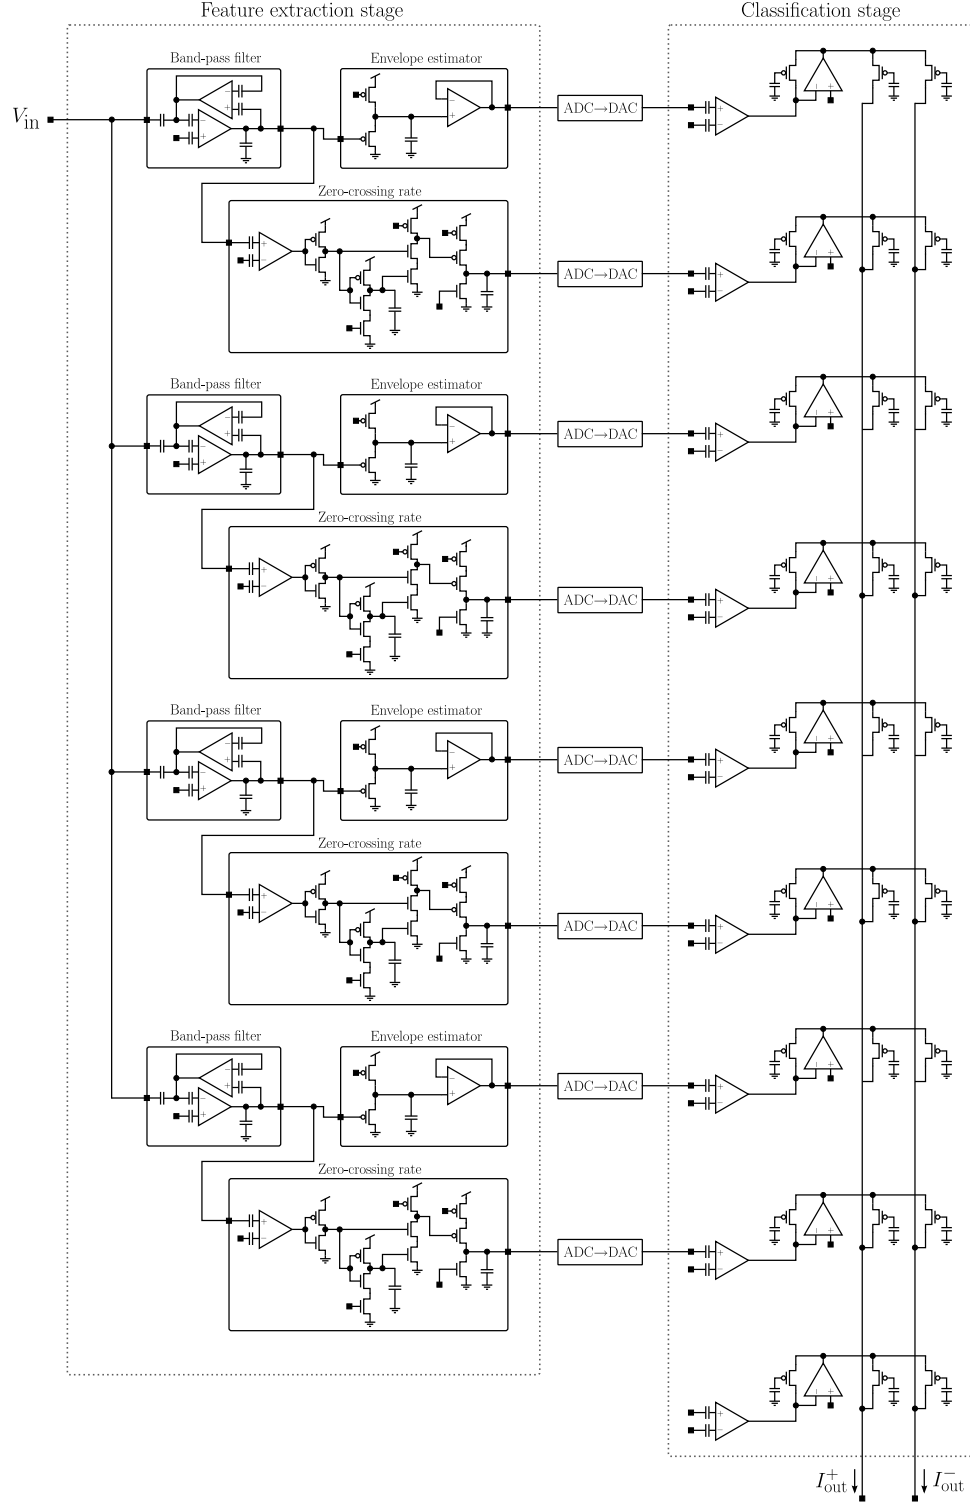 Feature extraction stage
Classification stage
Band-pass filter
Envelope estimator
V_in
ADC→DAC
Zero-crossing rate
ADC→DAC
Band-pass filter
Envelope estimator
ADC→DAC
Zero-crossing rate
ADC→DAC
Band-pass filter
Envelope estimator
ADC→DAC
Zero-crossing rate
ADC→DAC
Band-pass filter
Envelope estimator
ADC→DAC
Zero-crossing rate
ADC→DAC
I_out^+
I_out^-